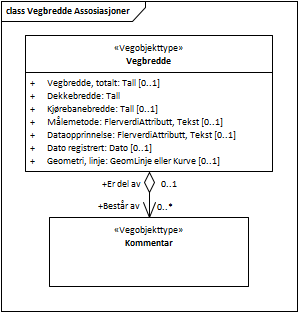 class Vegbredde Assosiasjoner
«Vegobjekttype»
Vegbredde
+ Vegbredde, totalt: Tall [0..1]
+ Dekkebredde: Tall
+ Kjørebanebredde: Tall [0..1]
+ Målemetode: FlerverdiAttributt, Tekst [0..1]
+ Dataopprinnelse: FlerverdiAttributt, Tekst [0..1]
+ Dato registrert: Dato [0..1]
+ Geometri, linje: GeomLinje eller Kurve [0..1]
+Er del av 0..1
+Består av 0..*
«Vegobjekttype»
Kommentar